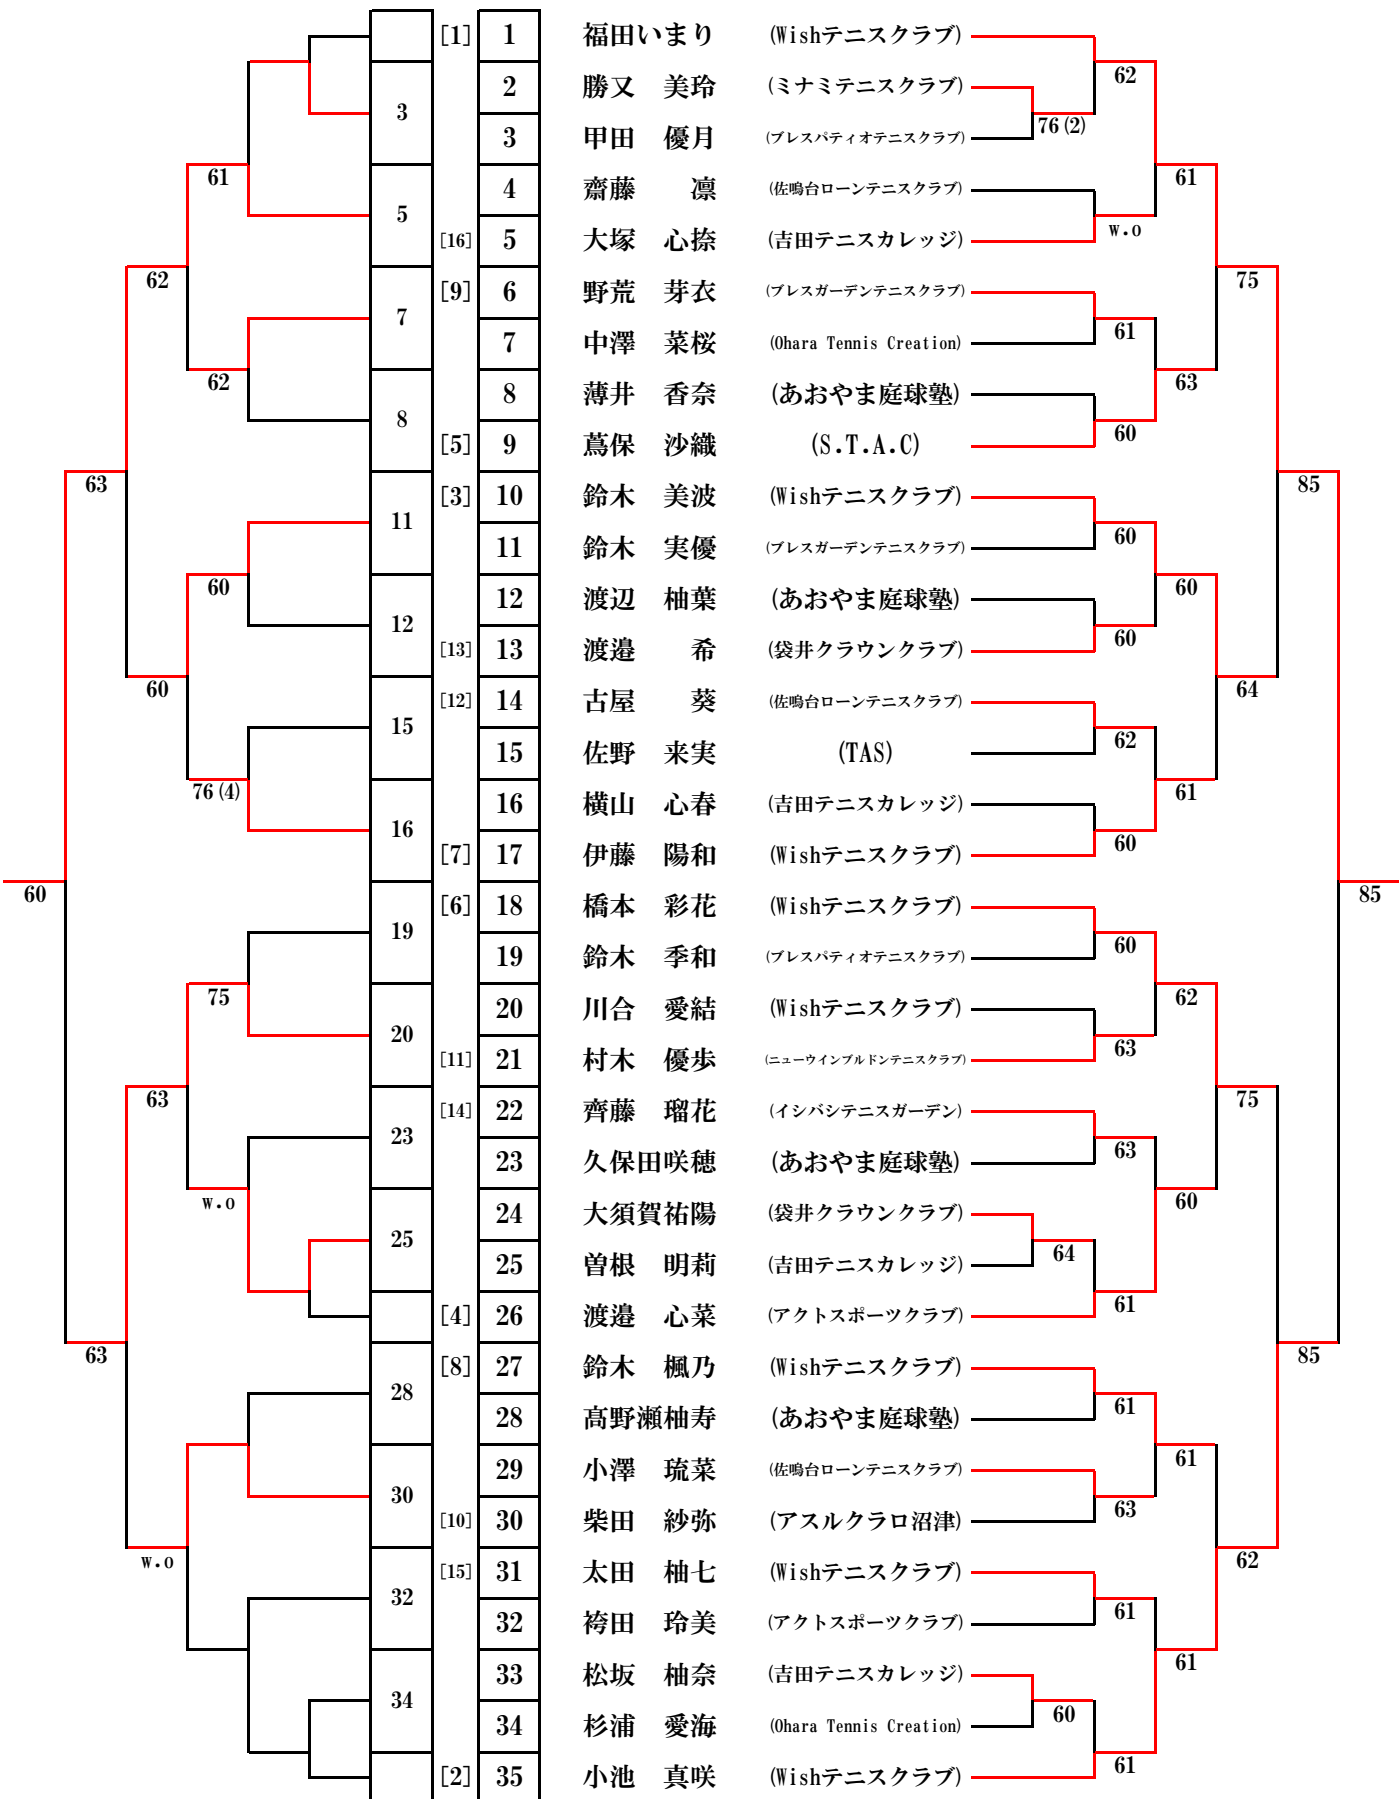 [1] 1 福田いまり (Wishテニスクラブ)
2 勝又 美玲 (ミナミテニスクラブ) 62
3 76(2)
3 甲田 優月 (ブレスパティオテニスクラブ)
61 4 齋藤 凛 (佐鳴台ローンテニスクラブ) 61
5 w.o
[16] 5 大塚 心捺 (吉田テニスカレッジ)
62 [9] 6 野荒 芽衣 (ブレスガーデンテニスクラブ) 75
7 61
7 中澤 菜桜 (Ohara Tennis Creation)
62 8 薄井 香奈 (あおやま庭球塾) 63
8 60
[5] 9 蔦保 沙織 (S.T.A.C)
63 [3] 10 鈴木 美波 (Wishテニスクラブ) 85
11 60
11 鈴木 実優 (ブレスガーデンテニスクラブ)
60 12 渡辺 柚葉 (あおやま庭球塾) 60
12 60
[13] 13 渡邉 希 (袋井クラウンクラブ)
60 [12] 14 古屋 葵 (佐鳴台ローンテニスクラブ) 64
15 62
15 佐野 来実 (TAS)
76(4) 16 横山 心春 (吉田テニスカレッジ) 61
16 60
[7] 17 伊藤 陽和 (Wishテニスクラブ)
60 [6] 18 橋本 彩花 (Wishテニスクラブ) 85
19 60
19 鈴木 季和 (ブレスパティオテニスクラブ)
75 20 川合 愛結 (Wishテニスクラブ) 62
20 63
[11] 21 村木 優歩 (ニューウインブルドンテニスクラブ)
63 [14] 22 齊藤 瑠花 (イシバシテニスガーデン) 75
23 63
23 久保田咲穂 (あおやま庭球塾)
w.o 24 大須賀祐陽 (袋井クラウンクラブ) 60
25 64
25 曽根 明莉 (吉田テニスカレッジ)
[4] 26 渡邉 心菜 (アクトスポーツクラブ) 61
63 [8] 27 鈴木 楓乃 (Wishテニスクラブ) 85
28 61
28 髙野瀬柚寿 (あおやま庭球塾)
29 小澤 琉菜 (佐鳴台ローンテニスクラブ) 61
30 63
[10] 30 柴田 紗弥 (アスルクラロ沼津)
w.o [15] 31 太田 柚七 (Wishテニスクラブ) 62
32 61
32 袴田 玲美 (アクトスポーツクラブ)
33 松坂 柚奈 (吉田テニスカレッジ) 61
34 60
34 杉浦 愛海 (Ohara Tennis Creation)
[2] 35 小池 真咲 (Wishテニスクラブ) 61